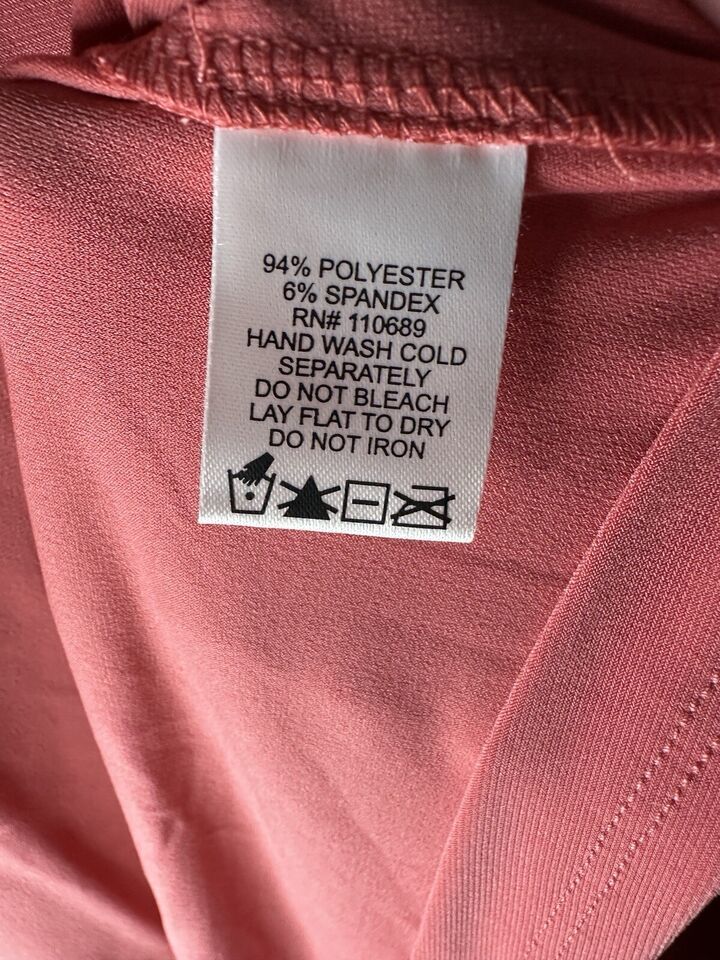 94% POLYESTER
6% SPANDEX
RN# 110689
HAND WASH COLD
SEPARATELY
DO NOT BLEACH
LAY FLAT TO DRY
DO NOT IRON